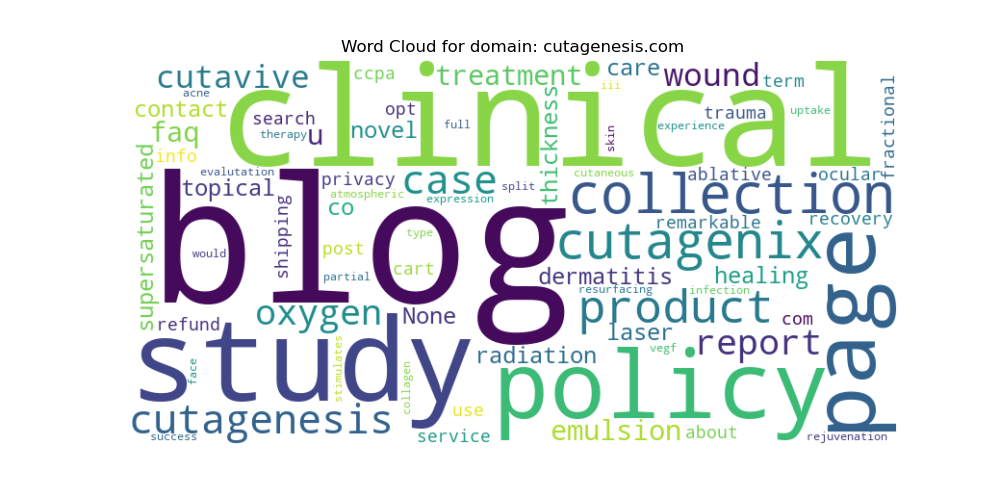 Word Cloud for domain: cutagenesis.com
cutavive
ccpa
treatment
care
wound
term
acne
iii
clinical
contact
search
opt
trauma
uptake
fractional
faq
therapy
u
novel
full
thickness
skin
experience
info
supersaturated
evalutation
privacy
case
split
cutaneous
ablative
ocular
topical
atmospheric
expression
collection
co
remarkable
recovery
blog
shipping
post
type
cutagenix
page
would
partial
cart
dermatitis
healing
resurfacing
infection
oxygen
None
product
com
refund
laser
report
study
radiation
vegf
face
stimulates
collagen
policy
cutagenesis
use
success
service
emulsion
about
rejuvenation